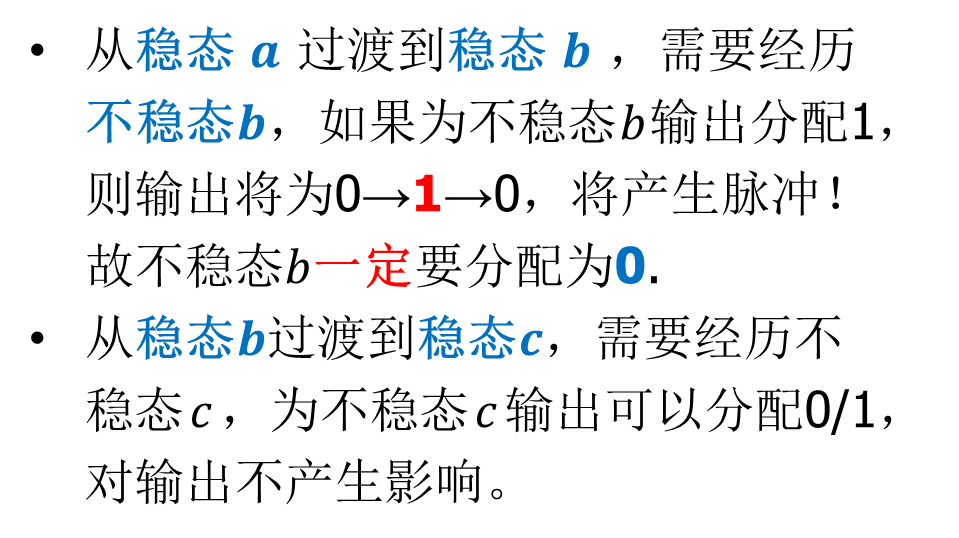 • 从稳态 a 过渡到稳态 b ，需要经历
不稳态b，如果为不稳态b输出分配1，
则输出将为0→1→0，将产生脉冲！
故不稳态b一定要分配为0.
• 从稳态b过渡到稳态c，需要经历不
稳态c，为不稳态c输出可以分配0/1，
对输出不产生影响。